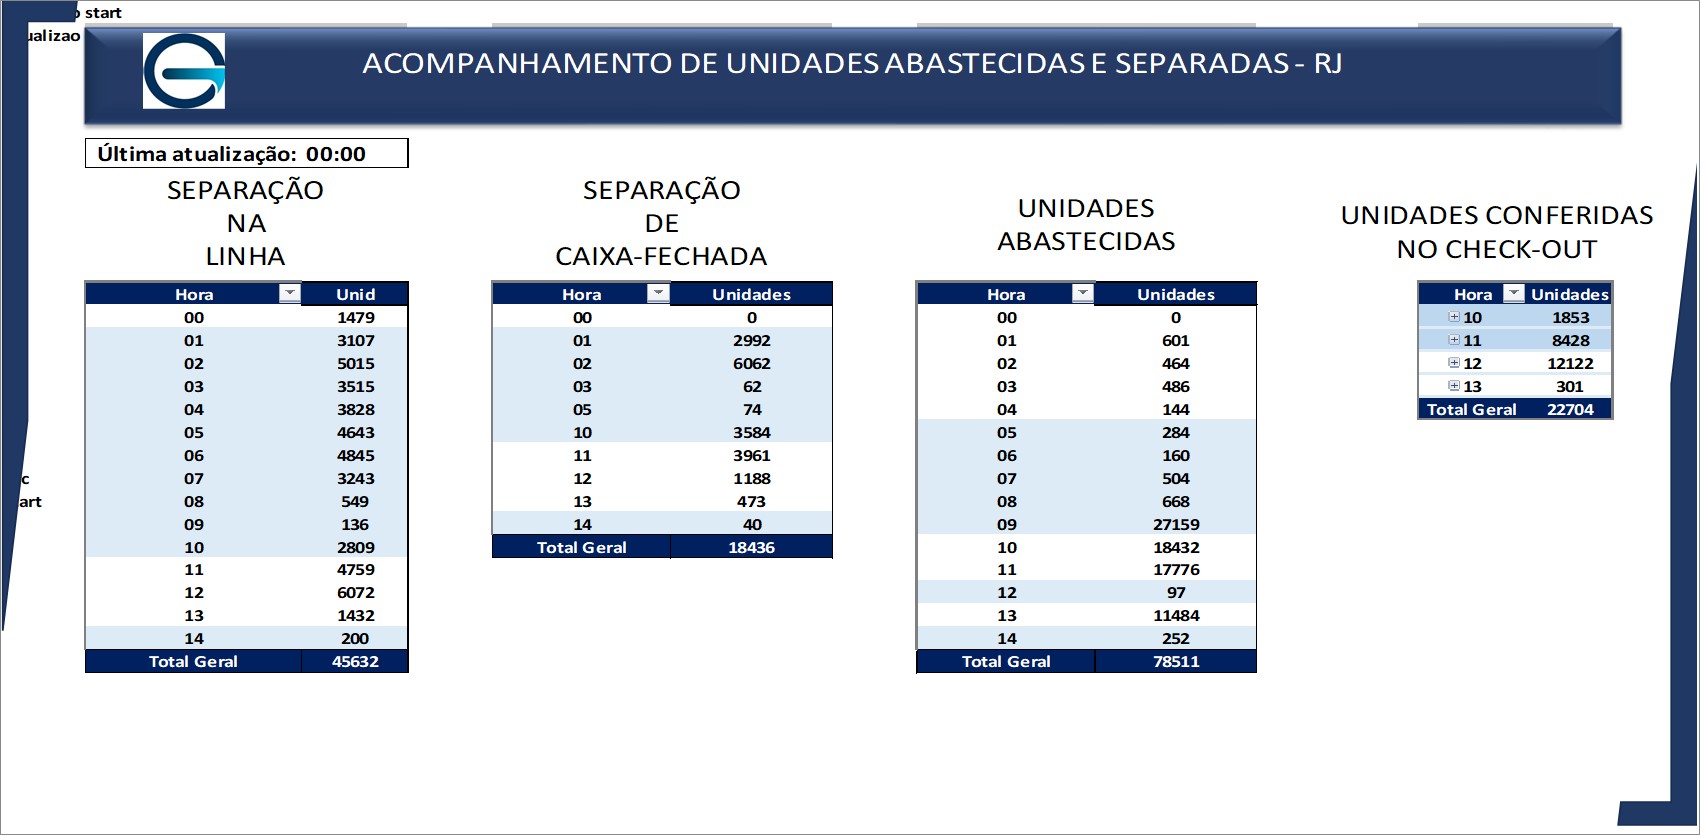 start
ACOMPANHAMENTO DE UNIDADES ABASTECIDAS E SEPARADAS - RJ
Última atualização: 00:00
SEPARAÇÃO
NA
LINHA
Hora Unid
00 1479
01 3107
02 5015
03 3515
04 3828
05 4643
06 4845
07 3243
08 549
09 136
10 2809
11 4759
12 6072
13 1432
14 200
Total Geral 45632
SEPARAÇÃO
DE
CAIXA-FECHADA
Hora Unidades
00 0
01 2992
02 6062
03 62
05 74
10 3584
11 3961
12 1188
13 473
14 40
Total Geral 18436
UNIDADES
ABASTECIDAS
Hora Unidades
00 0
01 601
02 464
03 486
04 144
05 284
06 160
07 504
08 668
09 27159
10 18432
11 17776
12 97
13 11484
14 252
Total Geral 78511
UNIDADES CONFERIDAS
NO CHECK-OUT
Hora Unidades
10 1853
11 8428
12 12122
13 301
Total Geral 22704